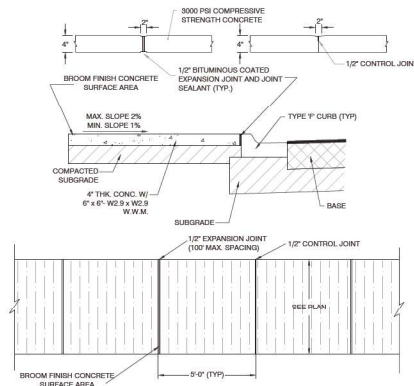 2"
3000 PSI COMPRESSIVE
STRENGTH CONCRETE
2"
4"
4"
1/2" CONTROL JOIN
1/2" BITUMINOUS COATED
EXPANSION JOINT AND JOINT
SEALANT (TYP.)
BROOM FINISH CONCRETE
SURFACE AREA
MAX. SLOPE 2%
MIN. SLOPE 1%
TYPE 'F' CURB (TYP)
COMPACTED
SUBGRADE
4" THK. CONC. W/
6" x 6"- W2.9 x W2.9
W.W.M.
BASE
SUBGRADE
1/2" EXPANSION JOINT
(100' MAX. SPACING)
1/2" CONTROL JOINT
SEE PLAN
5'-0" (TYP)
BROOM FINISH CONCRETE
SURFACE AREA